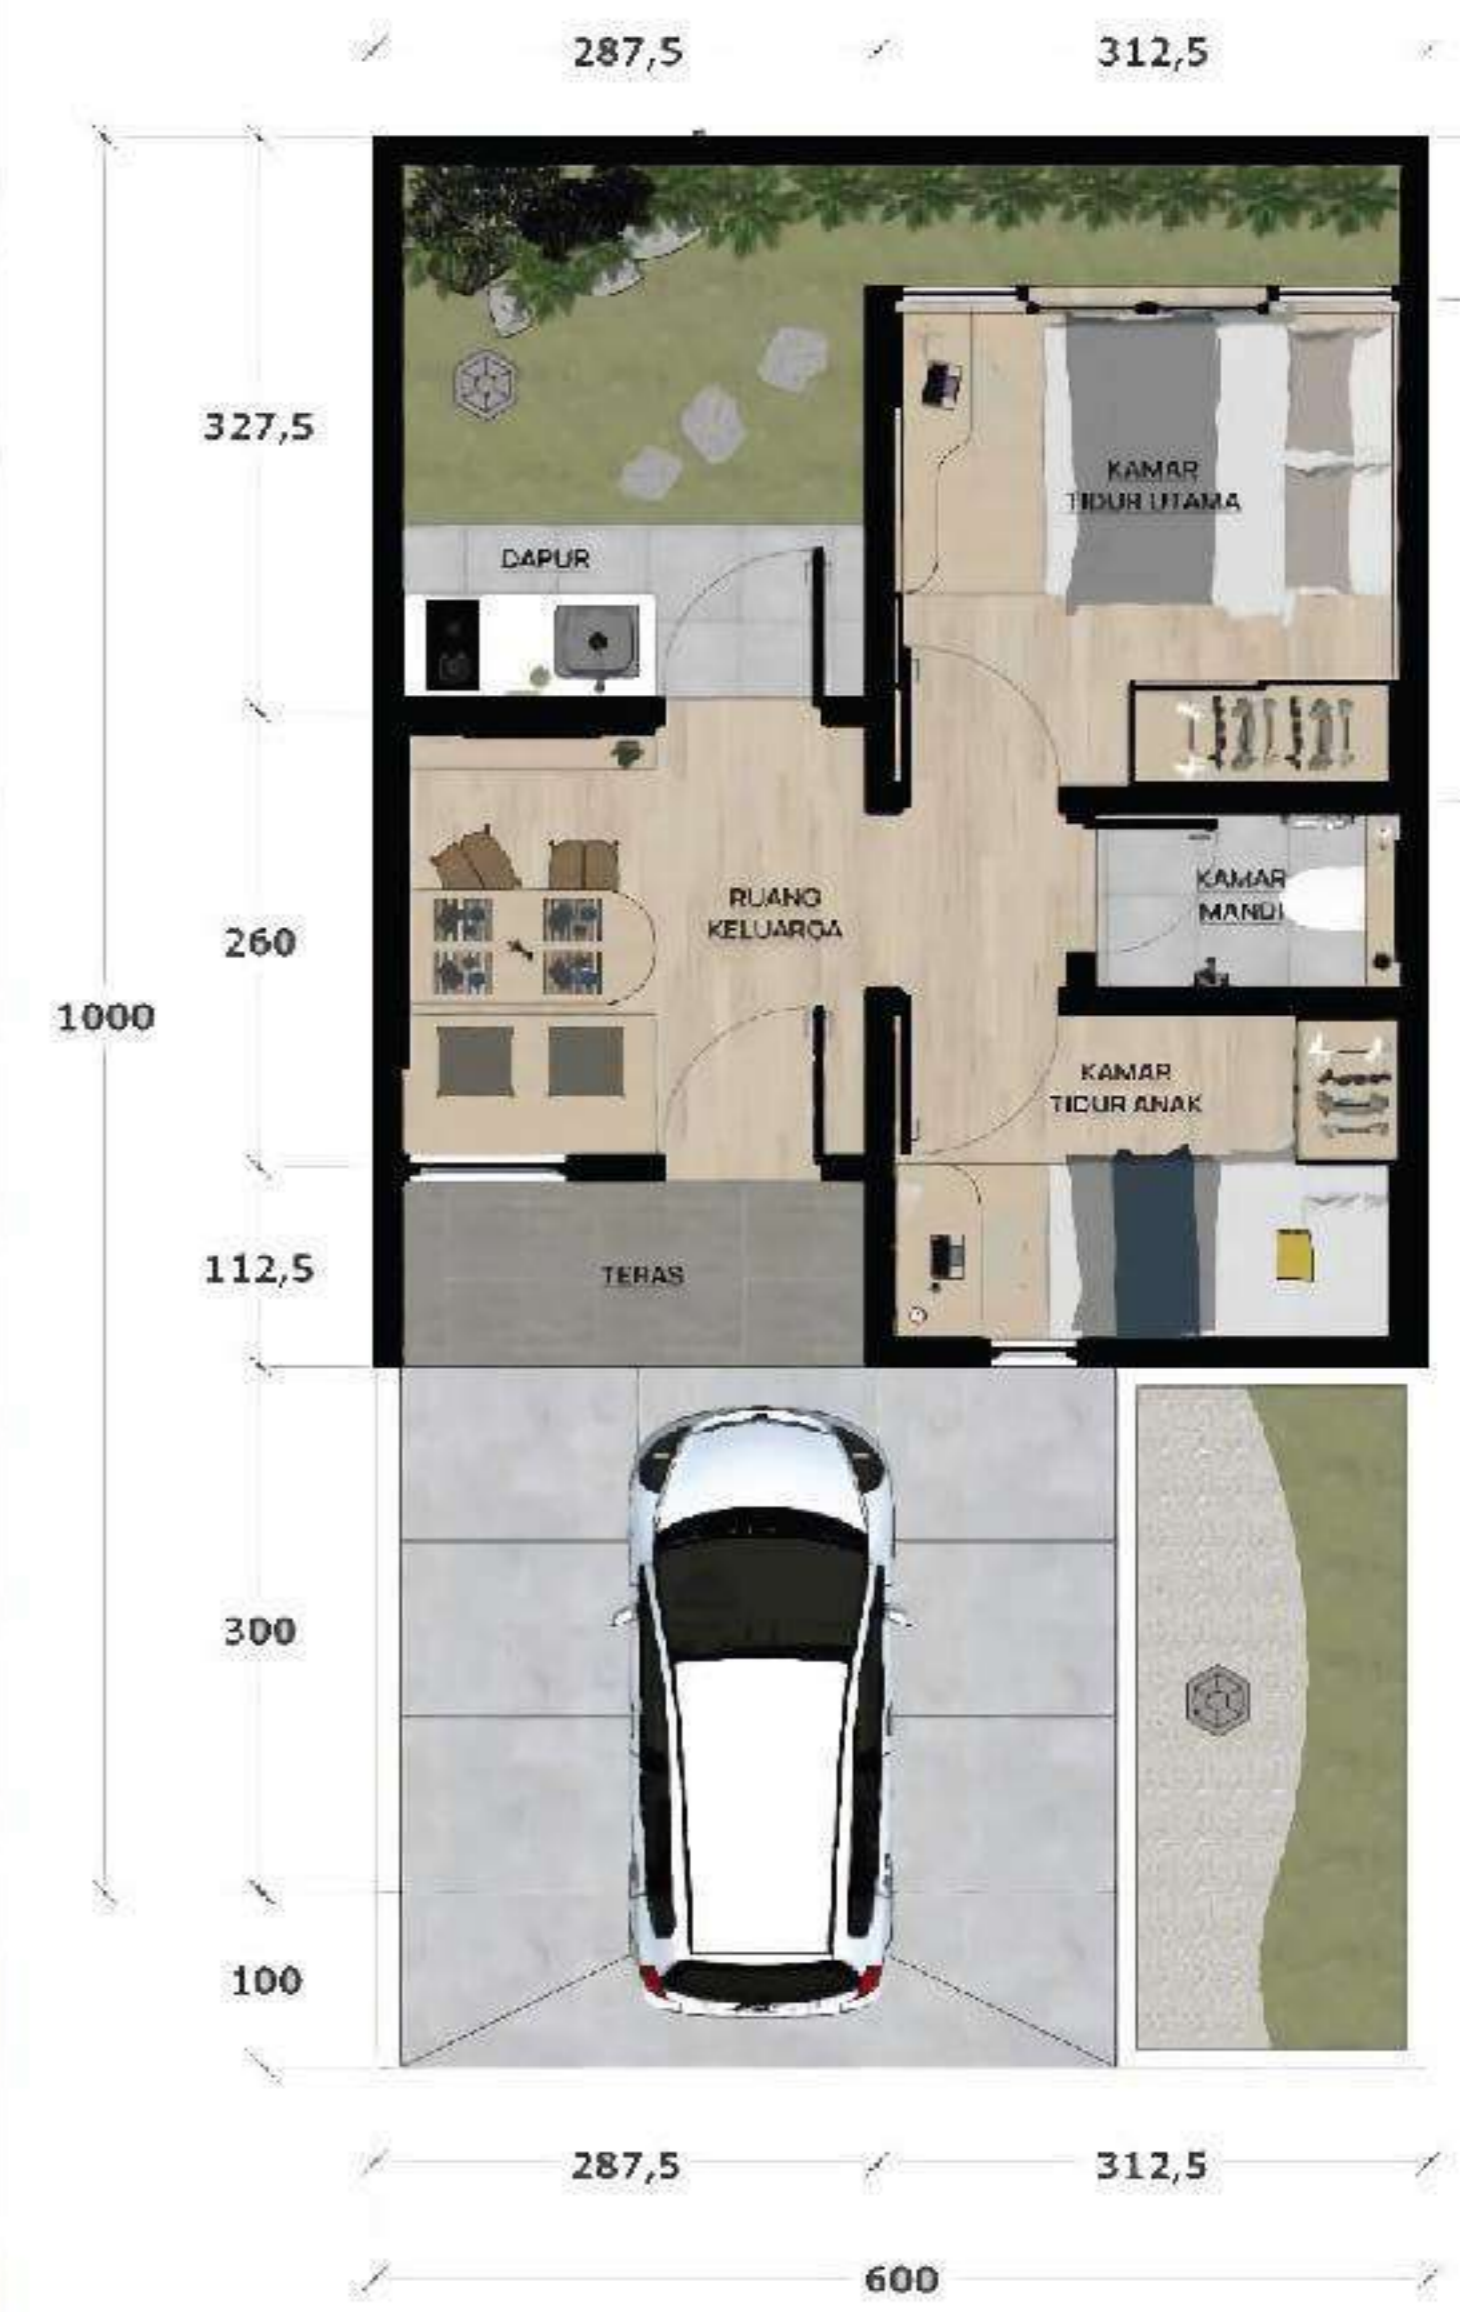 287,5
312,5
327,5
DAPUR
KAMAR
TIDUR UTAMA
260
RUANG
KELUARGA
KAMAR
MANDI
1000
KAMAR
TIDUR ANAK
112,5
TERAS
300
100
287,5
312,5
600